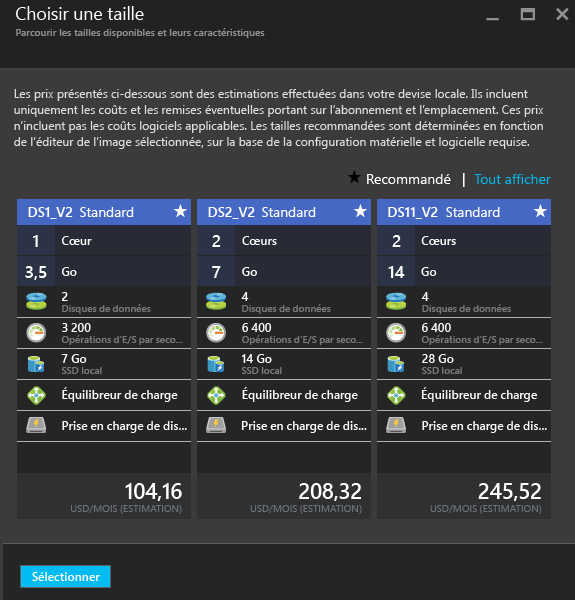 Choisir une taille
Parcourir les tailles disponibles et leurs caractéristiques
Les prix présentés ci-dessous sont des estimations effectuées dans votre devise locale. Ils incluent
uniquement les coûts et les remises éventuelles portant sur l'abonnement et l'emplacement. Ces prix
n'incluent pas les coûts logiciels applicables. Les tailles recommandées sont déterminées en fonction
de l'éditeur de l'image sélectionnée, sur la base de la configuration matérielle et logicielle requise.
★ Recommandé | Tout afficher
DS1_V2 Standard ★
1 Cœur
3,5 Go
2
Disques de données
3 200
Opérations d'E/S par seco...
7 Go
SSD local
Équilibreur de charge
Prise en charge de dis...
104,16
USD/MOIS (ESTIMATION)
DS2_V2 Standard ★
2 Cœurs
7 Go
4
Disques de données
6 400
Opérations d'E/S par seco...
14 Go
SSD local
Équilibreur de charge
Prise en charge de dis...
208,32
USD/MOIS (ESTIMATION)
DS11_V2 Standard ★
2 Cœurs
14 Go
4
Disques de données
6 400
Opérations d'E/S par seco...
28 Go
SSD local
Équilibreur de charge
Prise en charge de dis...
245,52
USD/MOIS (ESTIMATION)
Sélectionner